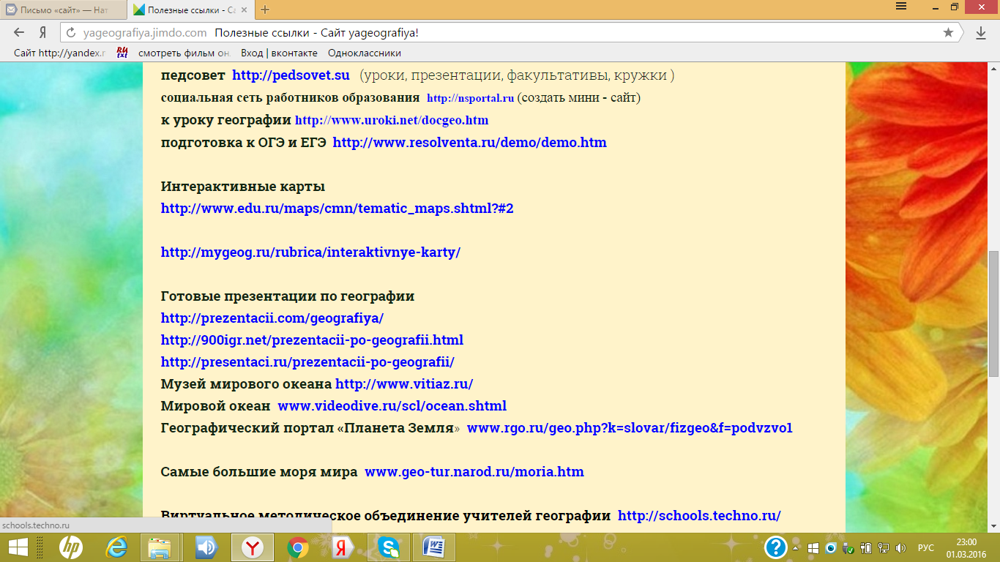 Письмо «сайт» — Нат
Полезные ссылки - Са
yageografiya.jimdo.com Полезные ссылки - Сайт yageografiya!
Сайт http://yandex.r RU txt смотреть фильм он. Вход | вконтакте Одноклассники
педсовет http://pedsovet.su (уроки, презентации, факультативы, кружки )
социальная сеть работников образования http://nsportal.ru (создать мини - сайт)
к уроку географии http://www.uroki.net/docgeo.htm
подготовка к ОГЭ и ЕГЭ http://www.resolventa.ru/demo/demo.htm
Интерактивные карты
http://www.edu.ru/maps/cmn/tematic_maps.shtml?#2
http://mygeog.ru/rubrica/interaktivnye-karty/
Готовые презентации по географии
http://prezentacii.com/geografiya/
http://900igr.net/prezentacii-po-geografii.html
http://presentaci.ru/prezentacii-po-geografii/
Музей мирового океана http://www.vitiaz.ru/
Мировой океан www.videodive.ru/scl/ocean.shtml
Географический портал «Планета Земля» www.rgo.ru/geo.php?k=slovar/fizgeo&f=podvzvo1
Самые большие моря мира www.geo-tur.narod.ru/moria.htm
Виртуальное методическое объединение учителей географии http://schools.techno.ru/
schools.techno.ru
РУС
23:00
01.03.2016